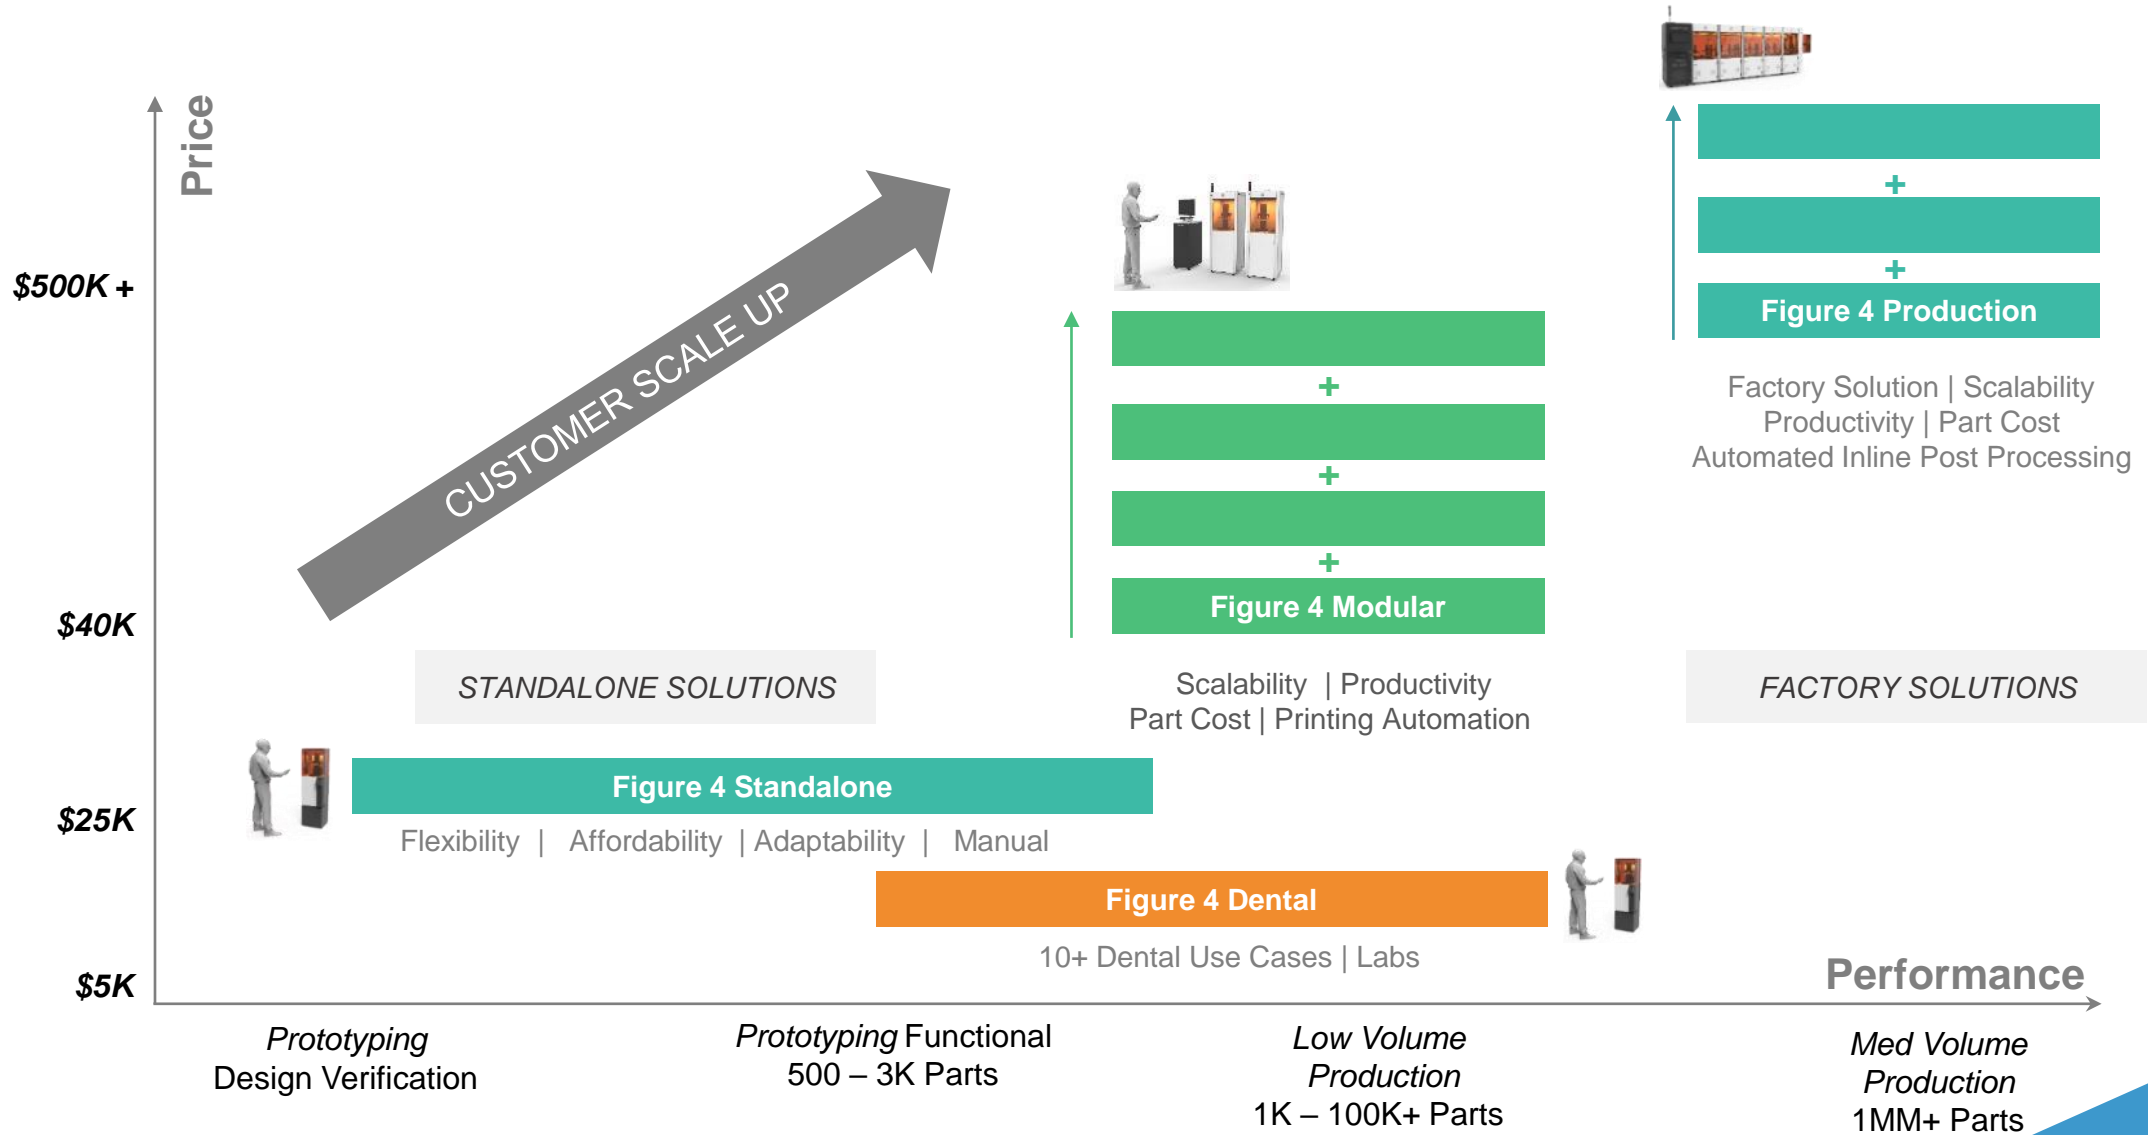 Price
$500K +
$40K
$25K
$5K
CUSTOMER SCALE UP
STANDALONE SOLUTIONS
Figure 4 Standalone
Flexibility | Affordability | Adaptability | Manual
Figure 4 Dental
10+ Dental Use Cases | Labs
+
+
+
Figure 4 Modular
Scalability | Productivity
Part Cost | Printing Automation
+
+
Figure 4 Production
Factory Solution | Scalability
Productivity | Part Cost
Automated Inline Post Processing
FACTORY SOLUTIONS
Performance
Prototyping
Design Verification
Prototyping Functional
500 – 3K Parts
Low Volume
Production
1K – 100K+ Parts
Med Volume
Production
1MM+ Parts